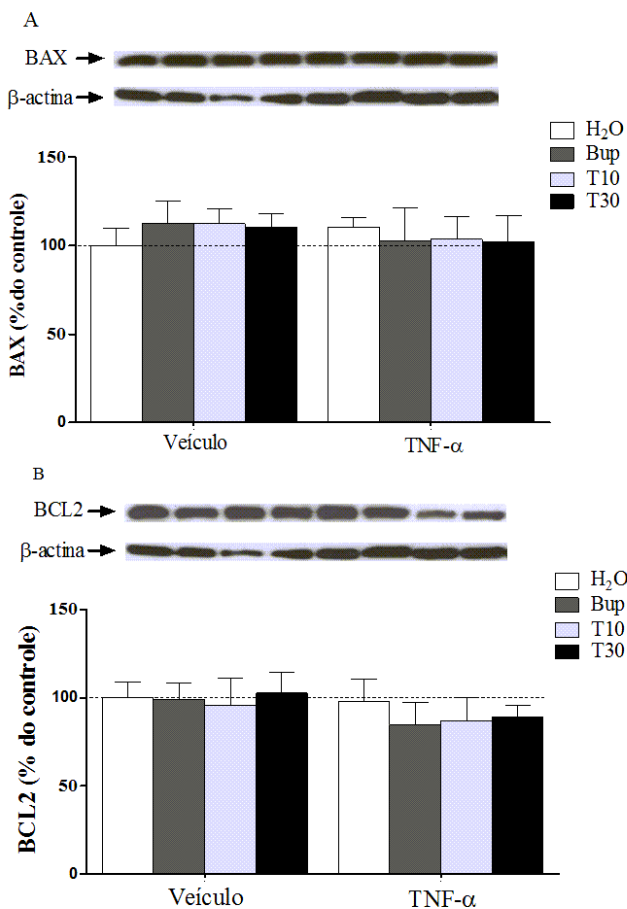 A
BAX
β-actina
H₂O
Bup
T10
T30
BAX (%do controle)
150
100
50
0
Veículo
TNF-α
B
BCL2
β-actina
H₂O
Bup
T10
T30
BCL2 (% do controle)
150
100
50
0
Veículo
TNF-α